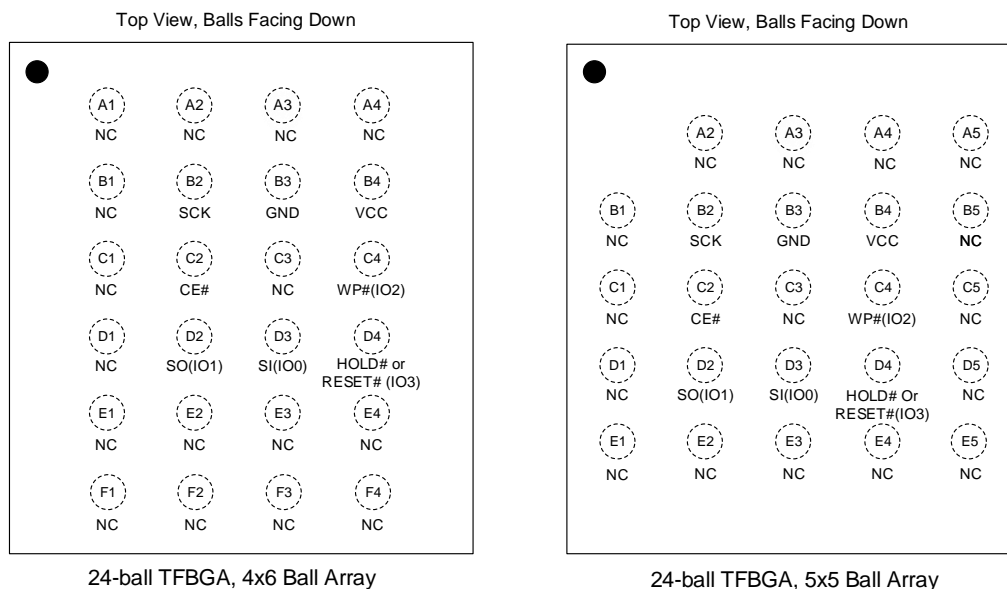 Top View, Balls Facing Down
A1 A2 A3 A4
NC NC NC NC
B1 B2 B3 B4
NC SCK GND VCC
C1 C2 C3 C4
NC CE# NC WP#(IO2)
D1 D2 D3 D4
NC SO(IO1) SI(IO0) HOLD# or
RESET# (IO3)
E1 E2 E3 E4
NC NC NC NC
F1 F2 F3 F4
NC NC NC NC
24-ball TFBGA, 4x6 Ball Array
Top View, Balls Facing Down
A2 A3 A4 A5
NC NC NC NC
B1 B2 B3 B4 B5
NC SCK GND VCC NC
C1 C2 C3 C4 C5
NC CE# NC WP#(IO2) NC
D1 D2 D3 D4 D5
NC SO(IO1) SI(IO0) HOLD# Or NC
RESET#(IO3)
E1 E2 E3 E4 E5
NC NC NC NC NC
24-ball TFBGA, 5x5 Ball Array